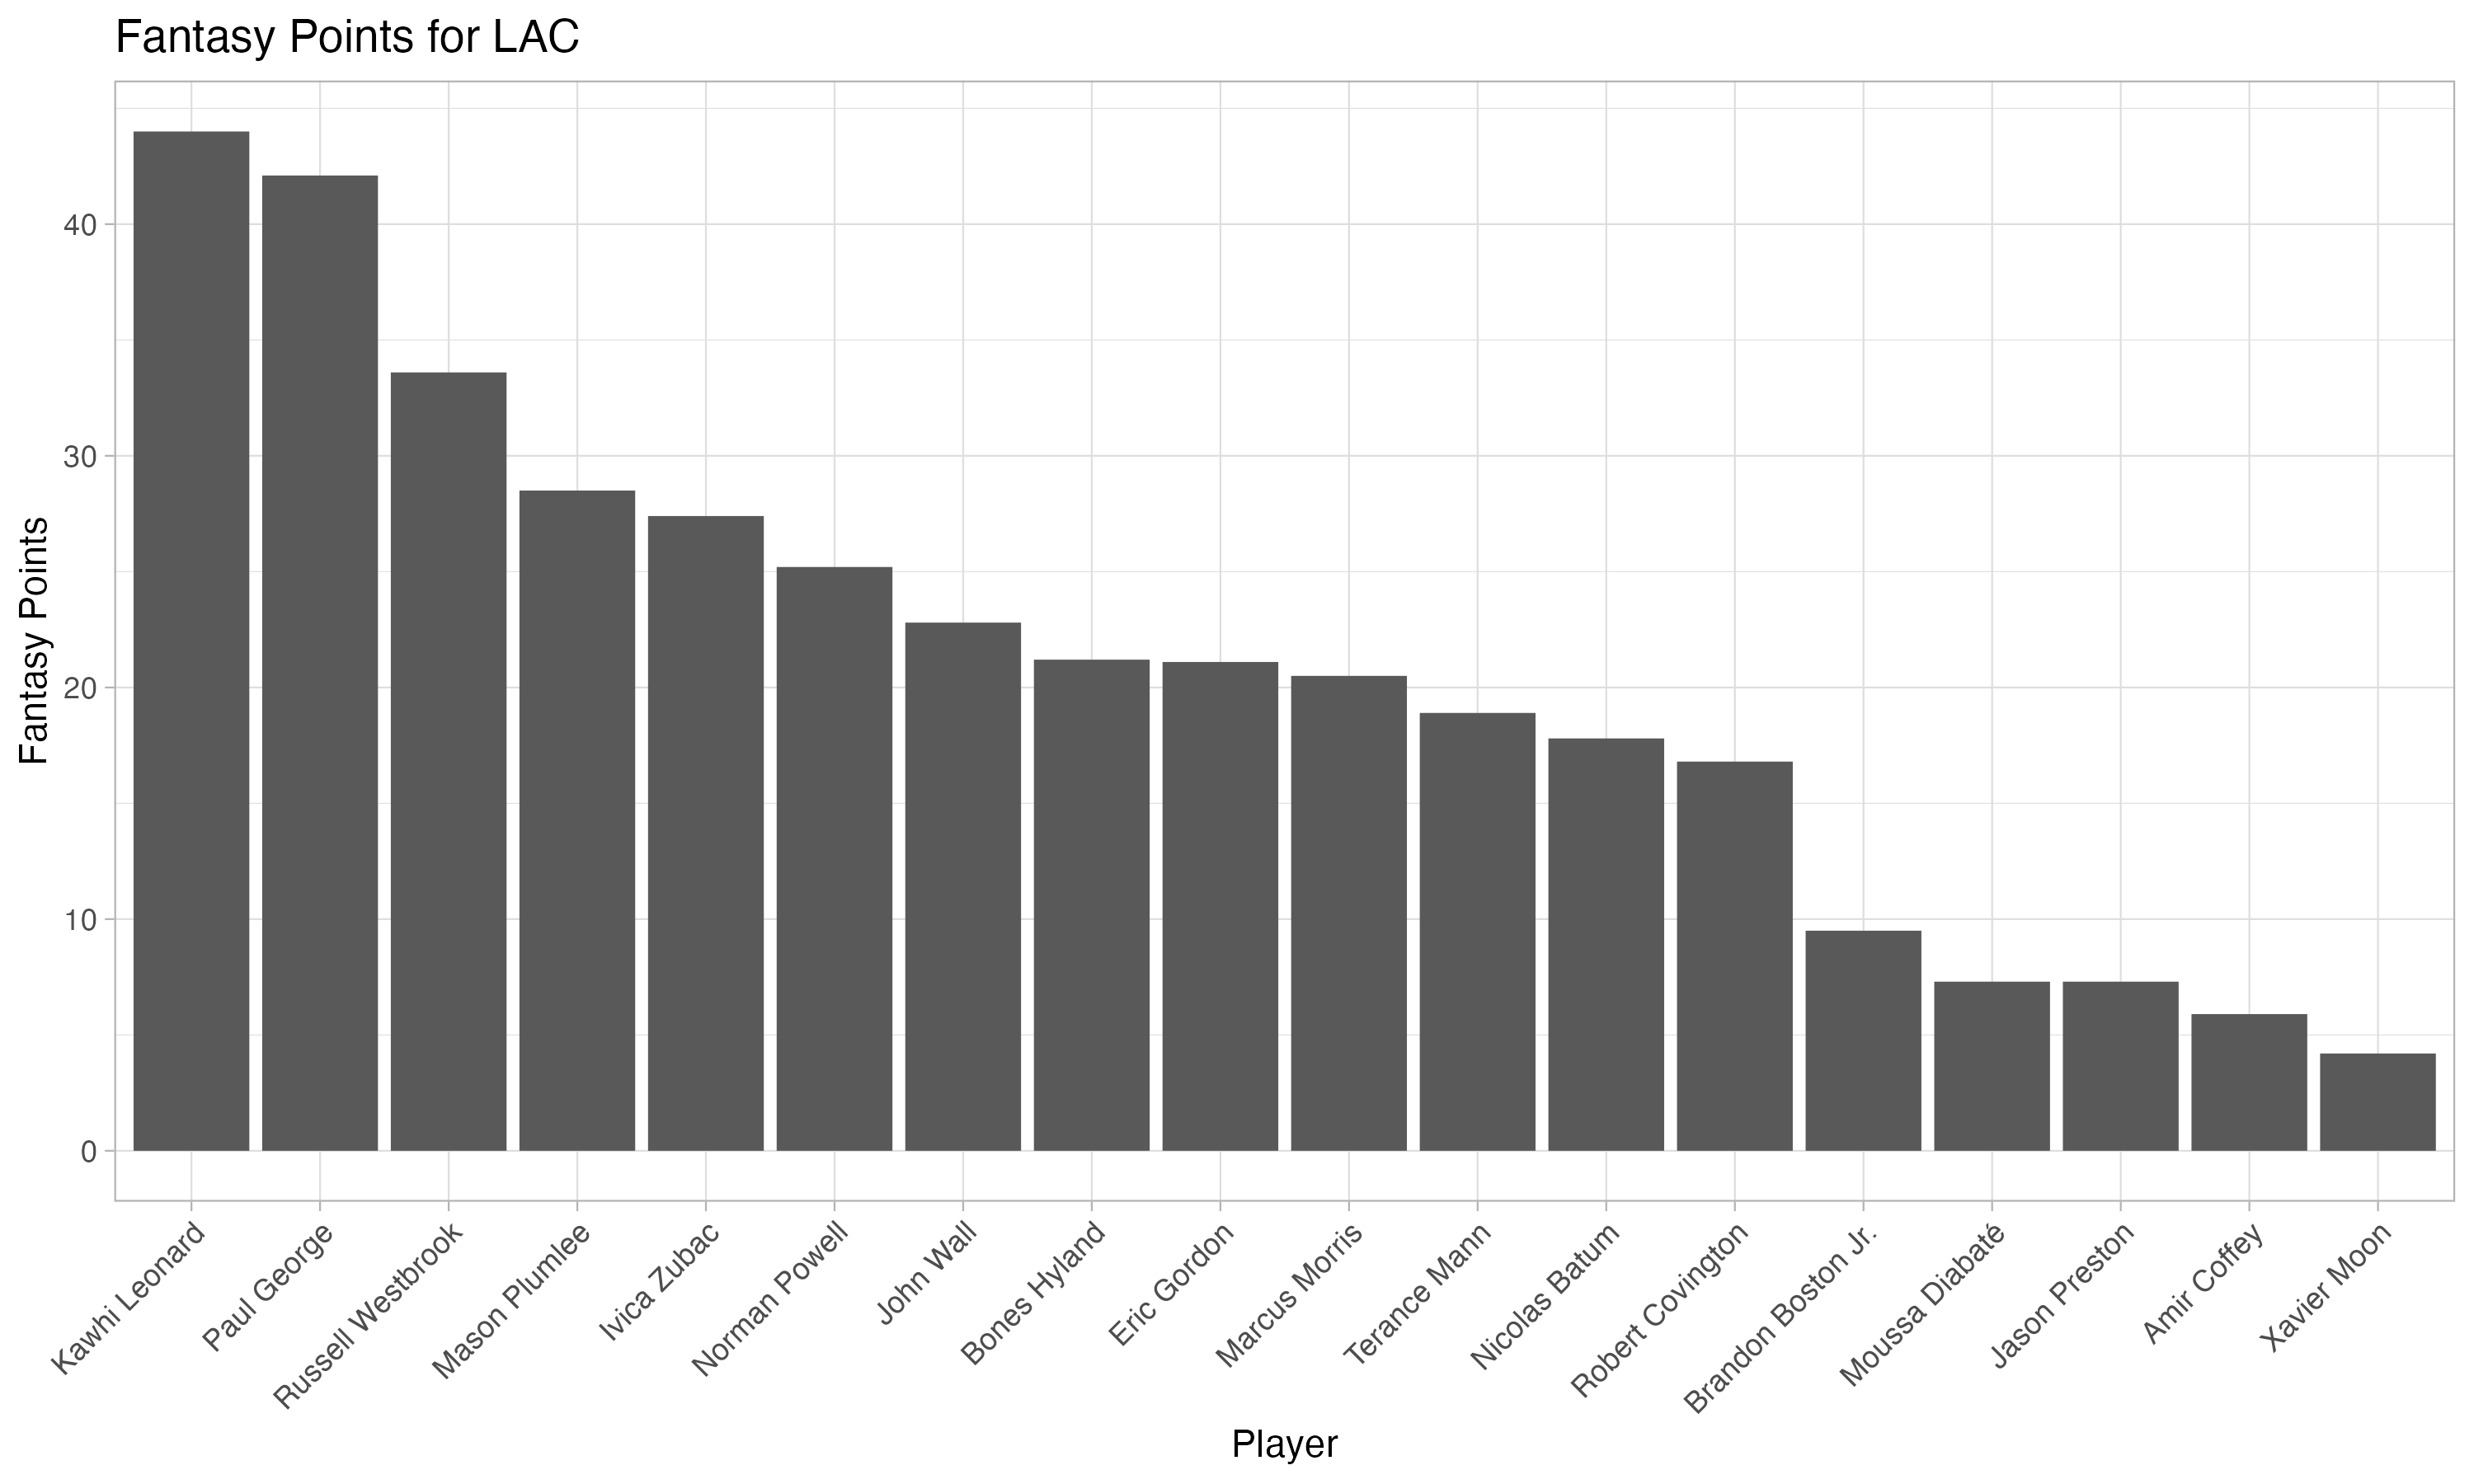 Fantasy Points for LAC
Fantasy Points
40
30
20
10
0
Kawhi Leonard
Paul George
Russell Westbrook
Mason Plumlee
Ivica Zubac
Norman Powell
John Wall
Bones Hyland
Eric Gordon
Marcus Morris
Terance Mann
Nicolas Batum
Robert Covington
Brandon Boston Jr.
Moussa Diabaté
Jason Preston
Amir Coffey
Xavier Moon
Player